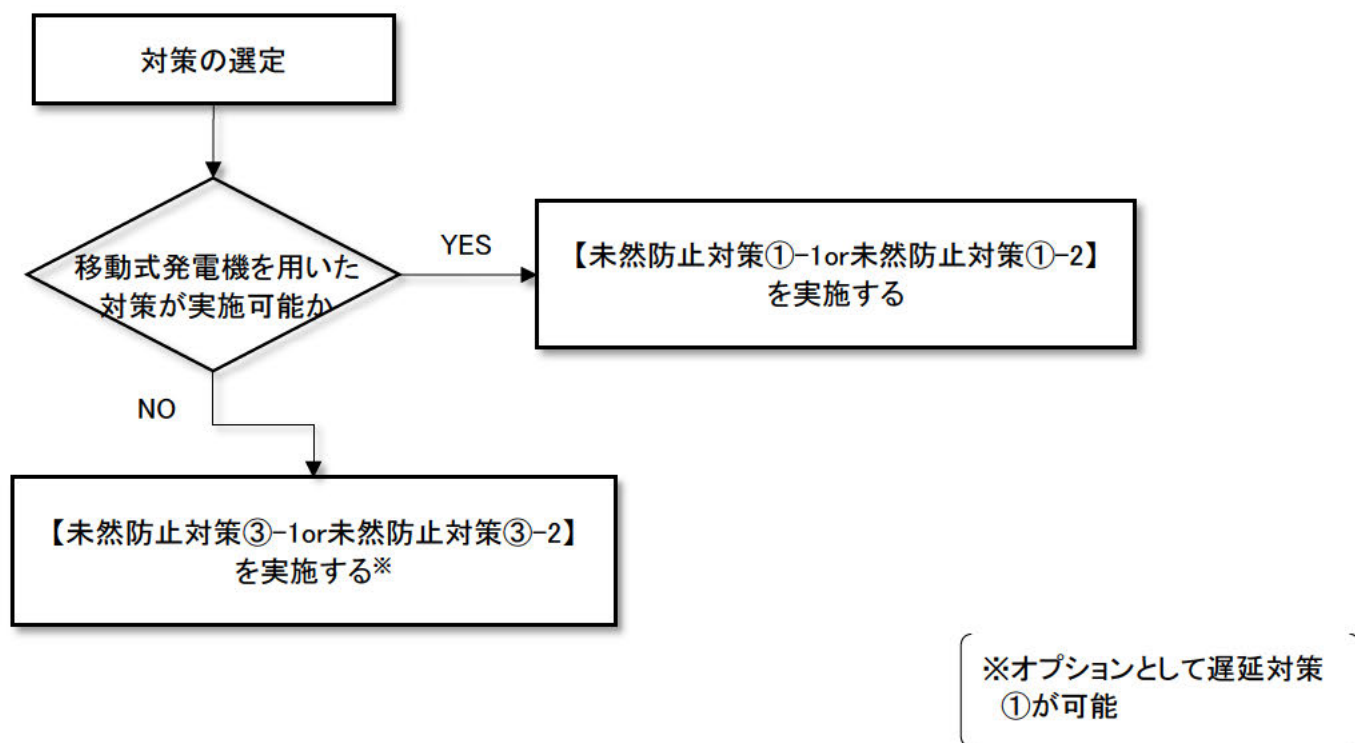 対策の選定
移動式発電機を用いた
対策が実施可能か
YES
【未然防止対策①-1or未然防止対策①-2】
を実施する
NO
【未然防止対策③-1or未然防止対策③-2】
を実施する※
※オプションとして遅延対策
①が可能